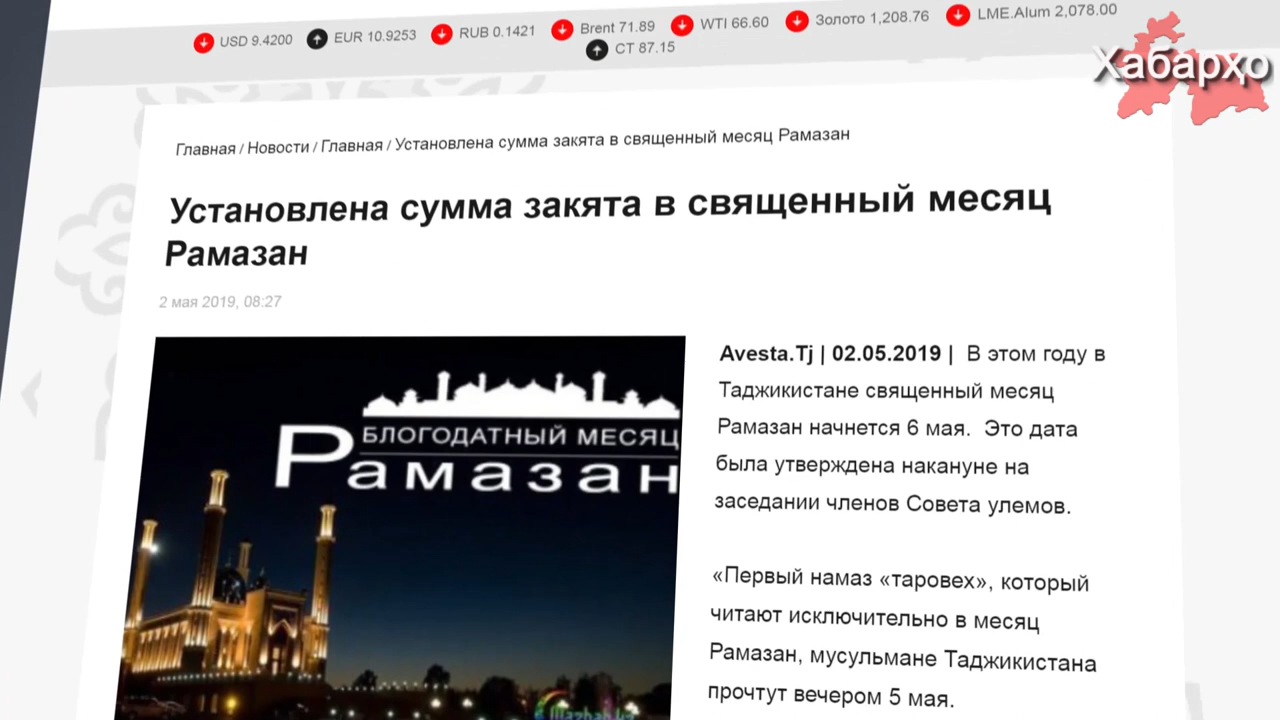 USD 9.4200 EUR 10.9253 RUB 0.1421 Brent 71.89 WTI 66.60 Золото 1,208.76 LME.Alum 2,078.00
CT 87.15
Хабарҳо
Главная / Новости / Главная / Установлена сумма закята в священный месяц Рамазан
Установлена сумма закята в священный месяц
Рамазан
2 мая 2019, 08:27
БЛОГОДАТНЫЙ МЕСЯЦ
Рамазан
Avesta.Tj | 02.05.2019 | В этом году в
Таджикистане священный месяц
Рамазан начнется 6 мая. Это дата
была утверждена накануне на
заседании членов Совета улемов.
«Первый намаз «таровех», который
читают исключительно в месяц
Рамазан, мусульмане Таджикистана
прочтут вечером 5 мая.